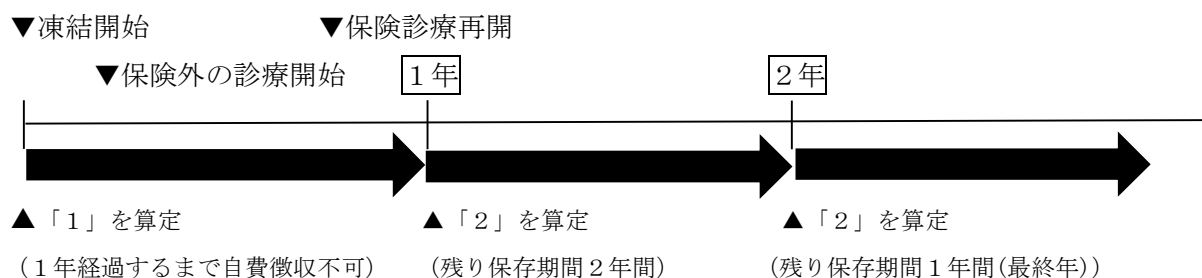 ▼凍結開始　▼保険診療再開
▼保険外の診療開始　１年　２年
▲「１」を算定　▲「２」を算定　▲「２」を算定
（１年経過するまで自費徴収不可）　（残り保存期間２年間）　（残り保存期間１年間(最終年)）